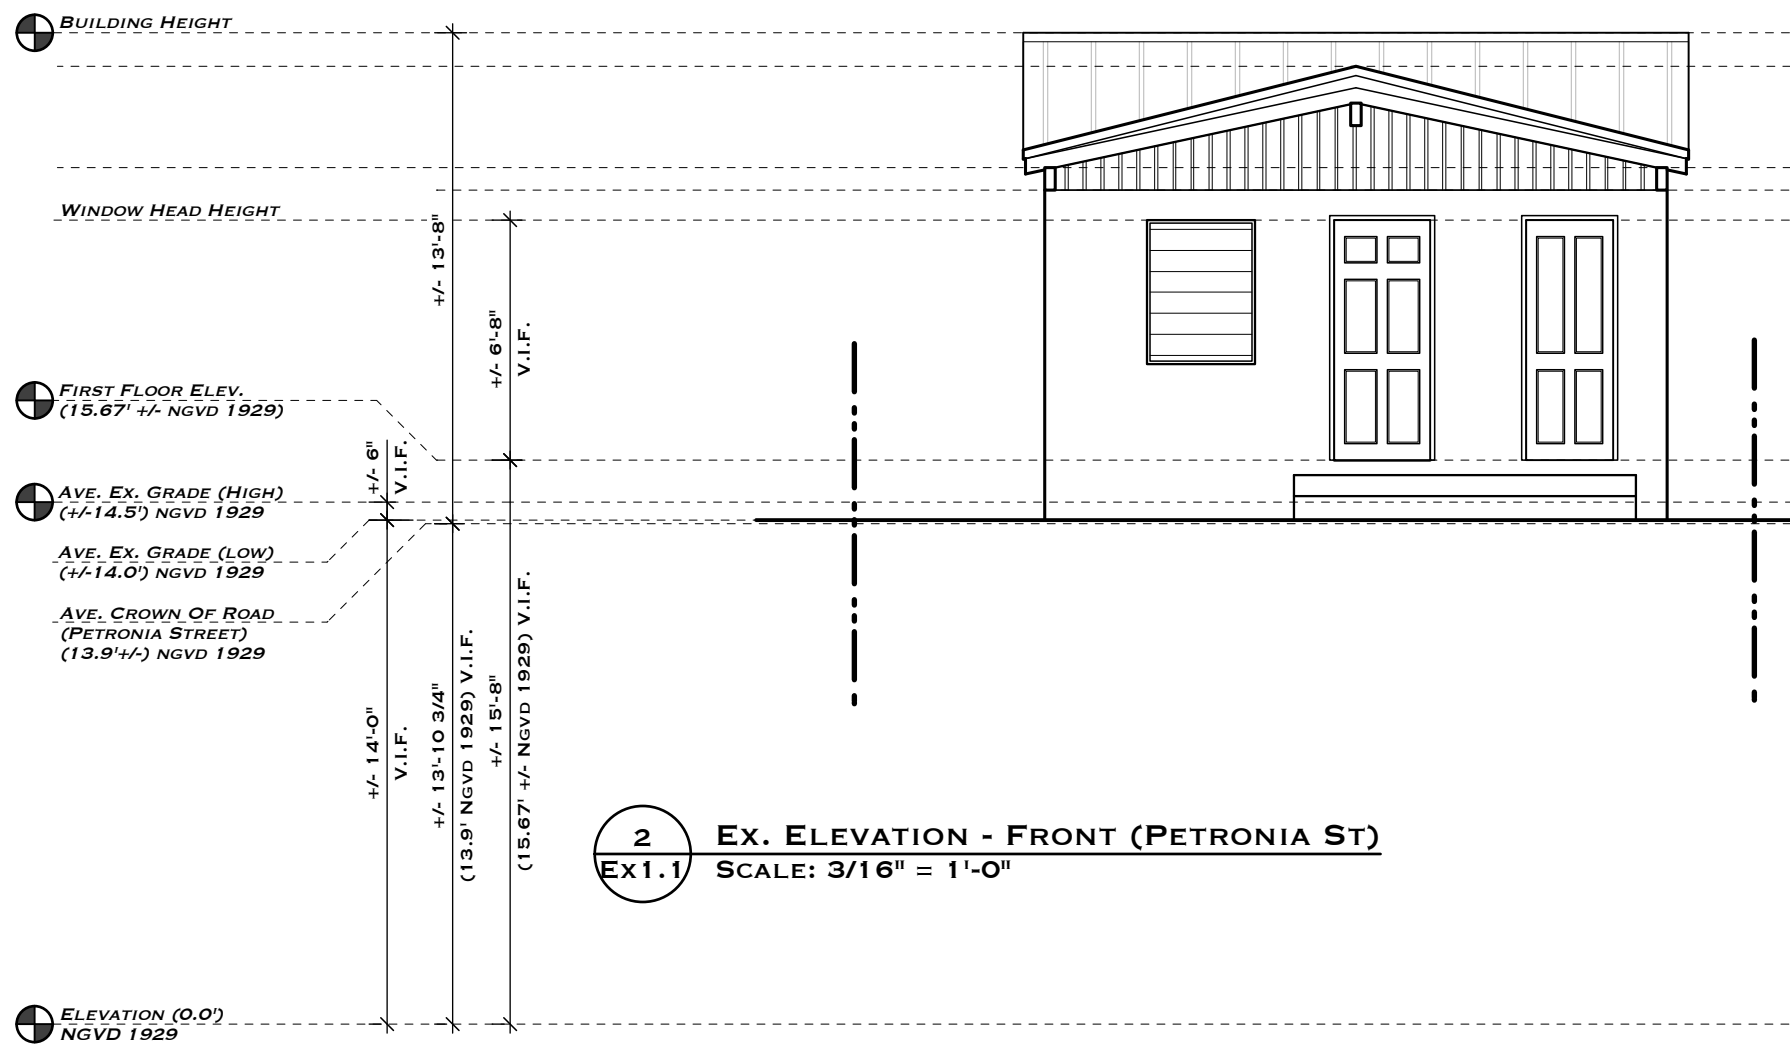 BUILDING HEIGHT
WINDOW HEAD HEIGHT
+/- 13'-8"
+/- 6'-8"
V.I.F.
FIRST FLOOR ELEV.
(15.67' +/- NGVD 1929)
+/- 6"
V.I.F.
AVE. EX. GRADE (HIGH)
(+/-14.5') NGVD 1929
AVE. EX. GRADE (LOW)
(+/-14.0') NGVD 1929
AVE. CROWN OF ROAD
(PETRONIA STREET)
(13.9'+/-) NGVD 1929
+/- 14'-0"
V.I.F.
+/- 13'-10 3/4"
(13.9' NGVD 1929) V.I.F.
+/- 15'-8"
(15.67' +/- NGVD 1929) V.I.F.
2
EX1.1
EX. ELEVATION - FRONT (PETRONIA ST)
SCALE: 3/16" = 1'-0"
ELEVATION (0.0')
NGVD 1929